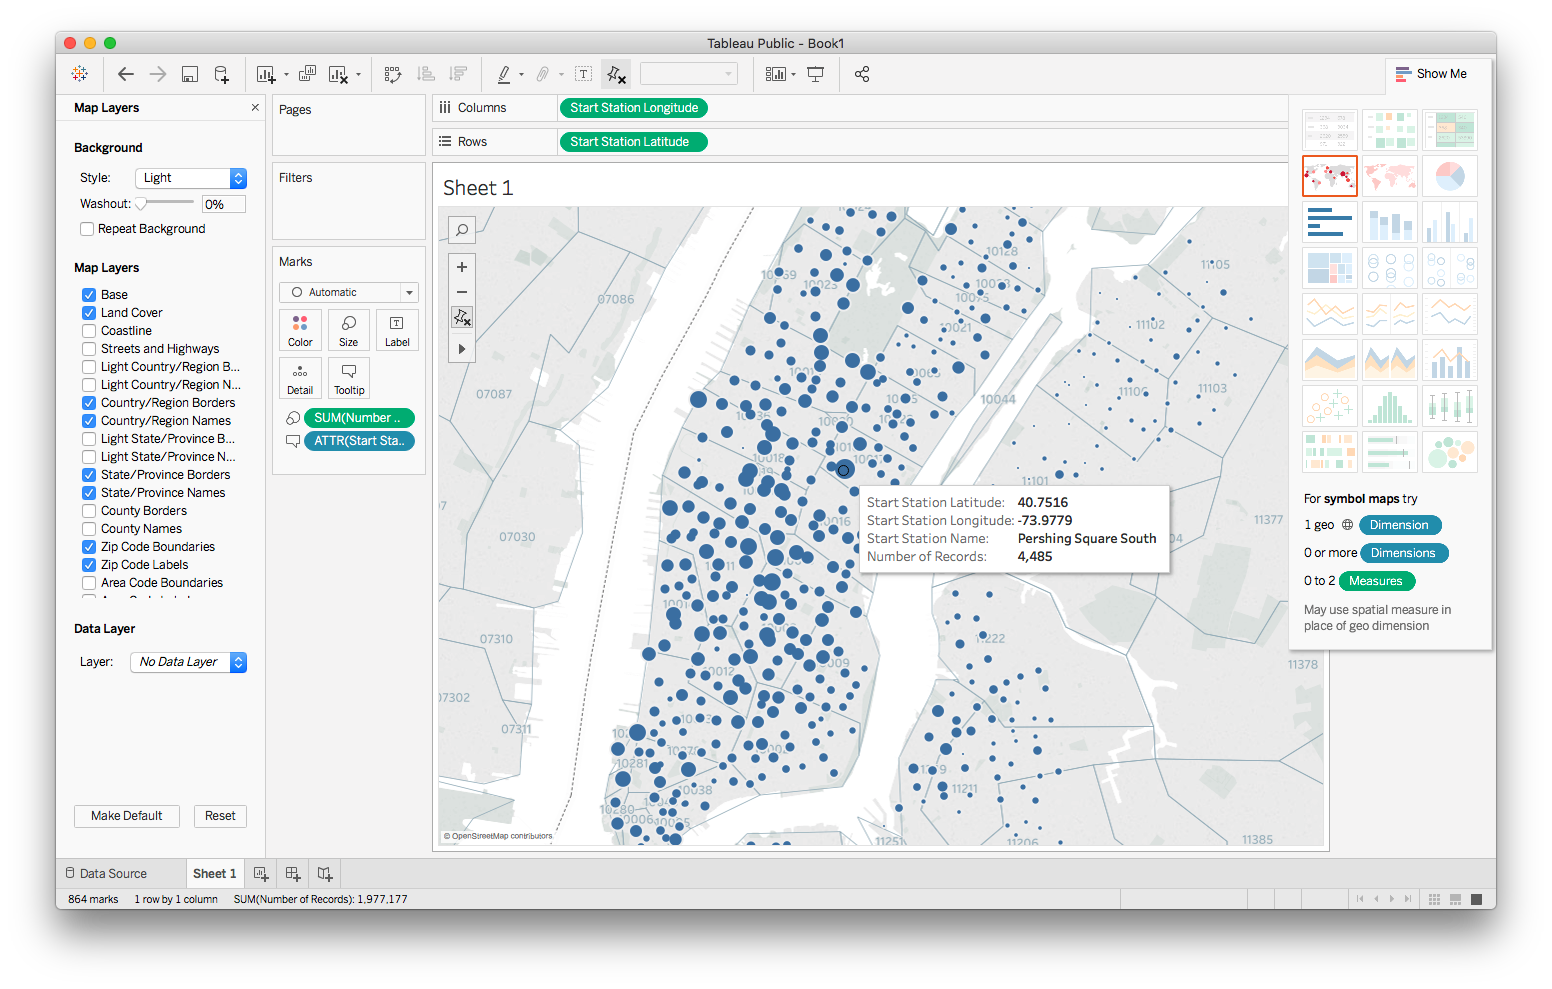 Tableau Public - Book1
Show Me
Map Layers
Background
Style: Light
Washout: 0%
Repeat Background
Map Layers
Base
Land Cover
Coastline
Streets and Highways
Light Country/Region B...
Light Country/Region N...
Country/Region Borders
Country/Region Names
Light State/Province B...
Light State/Province N...
State/Province Borders
State/Province Names
County Borders
County Names
Zip Code Boundaries
Zip Code Labels
Area Code Boundaries
Data Layer
Layer: No Data Layer
Make Default Reset
Pages
Filters
Marks
Automatic
Color Size Label
Detail Tooltip
SUM(Number ..
ATTR(Start Sta..
Columns Start Station Longitude
Rows Start Station Latitude
Sheet 1
10128
11105
07086
10021
11102
11103
07087
10044
11101
10018
11377
07030
10016
07310
10012
11378
07302
07311
10281
10038
11211
10280
11251
11206
11385
Start Station Latitude: 40.7516
Start Station Longitude: -73.9779
Start Station Name: Pershing Square South
Number of Records: 4,485
© OpenStreetMap contributors
For symbol maps try
1 geo Dimension
0 or more Dimensions
0 to 2 Measures
May use spatial measure in
place of geo dimension
Data Source Sheet 1
864 marks 1 row by 1 column SUM(Number of Records): 1,977,177